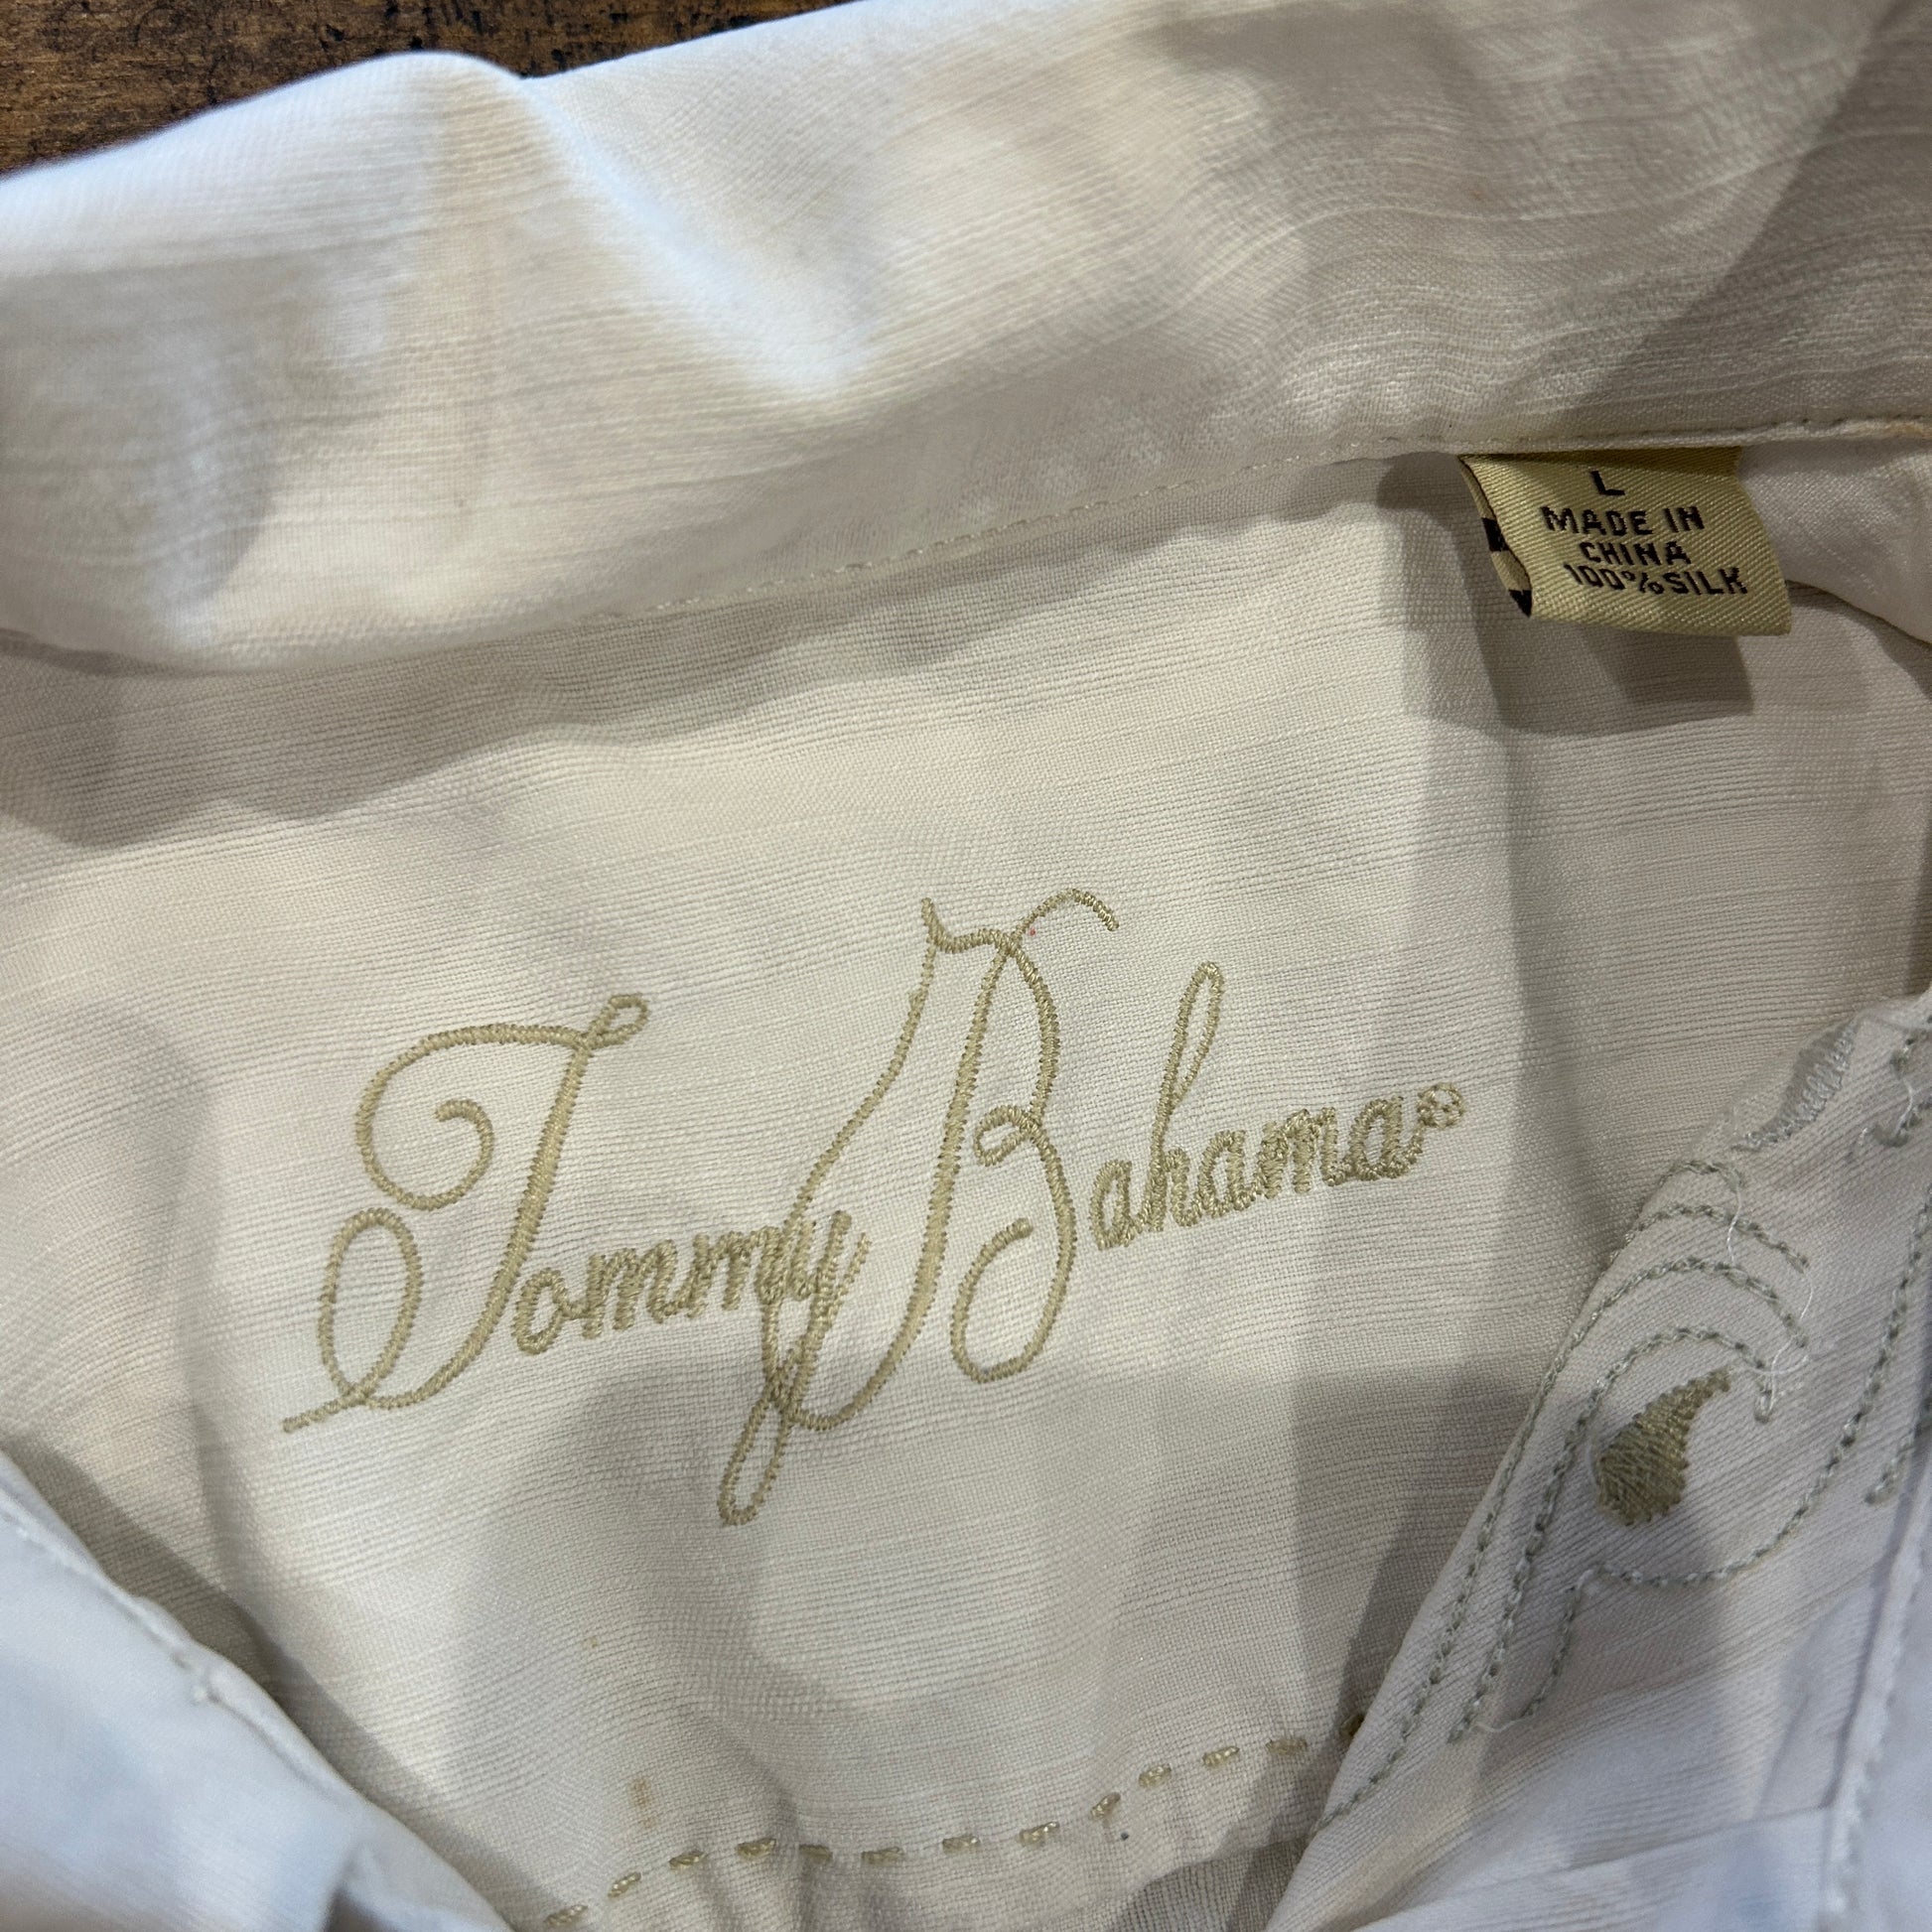 L
MADE IN
CHINA
100% SILK
Tommy Bahama®